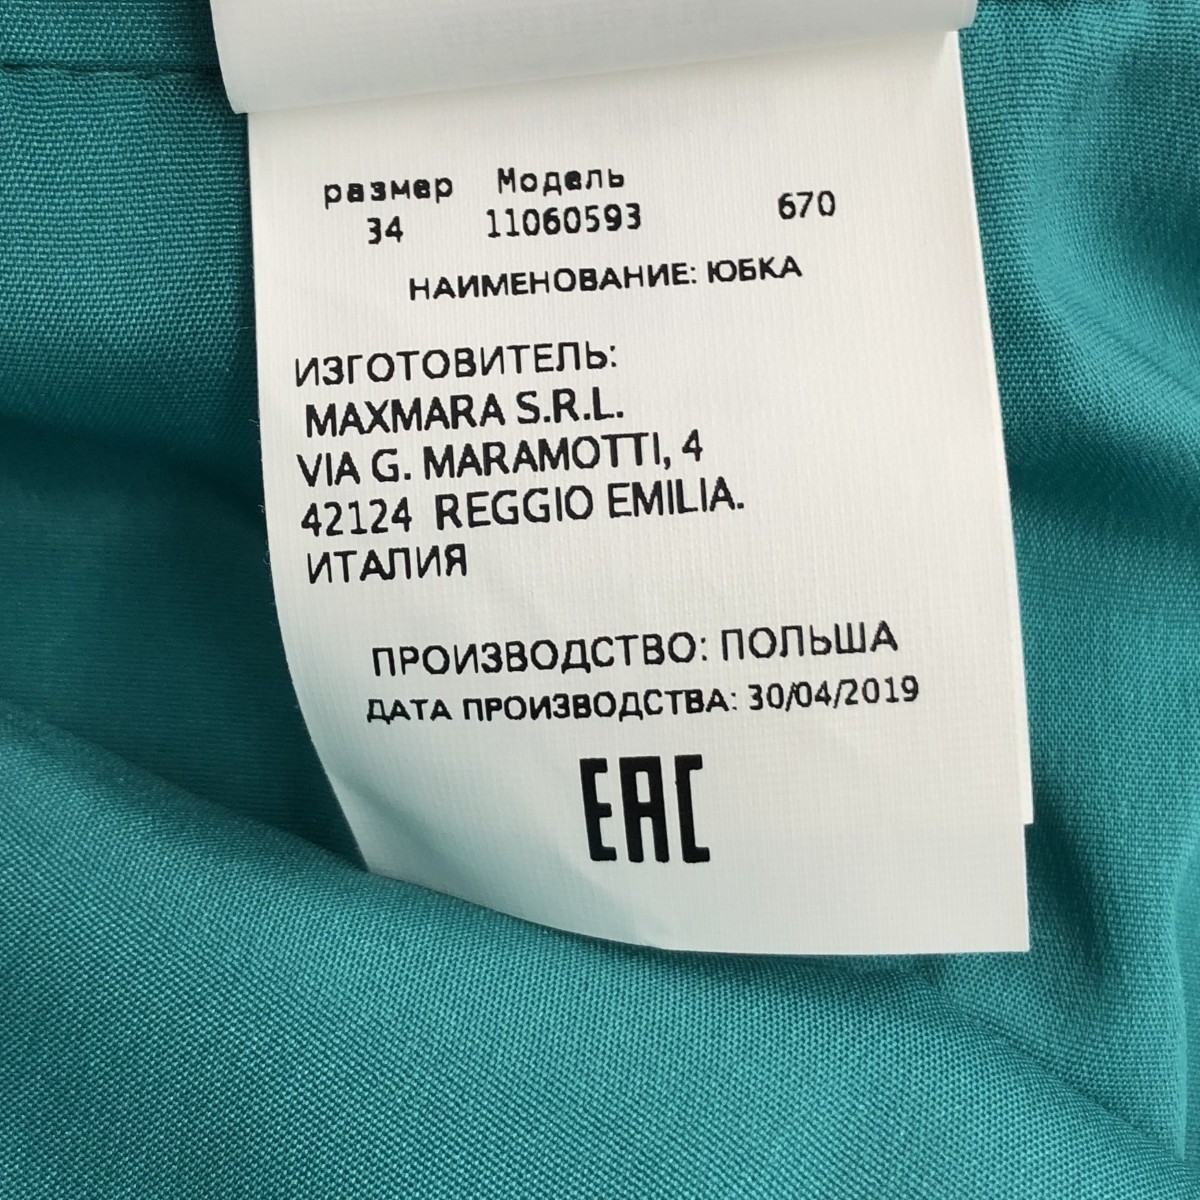 размер Модель
34 11060593 670
НАИМЕНОВАНИЕ: ЮБКА
ИЗГОТОВИТЕЛЬ:
MAXMARA S.R.L.
VIA G. MARAMOTTI, 4
42124 REGGIO EMILIA.
ИТАЛИЯ
ПРОИЗВОДСТВО: ПОЛЬША
ДАТА ПРОИЗВОДСТВА: 30/04/2019
EAC